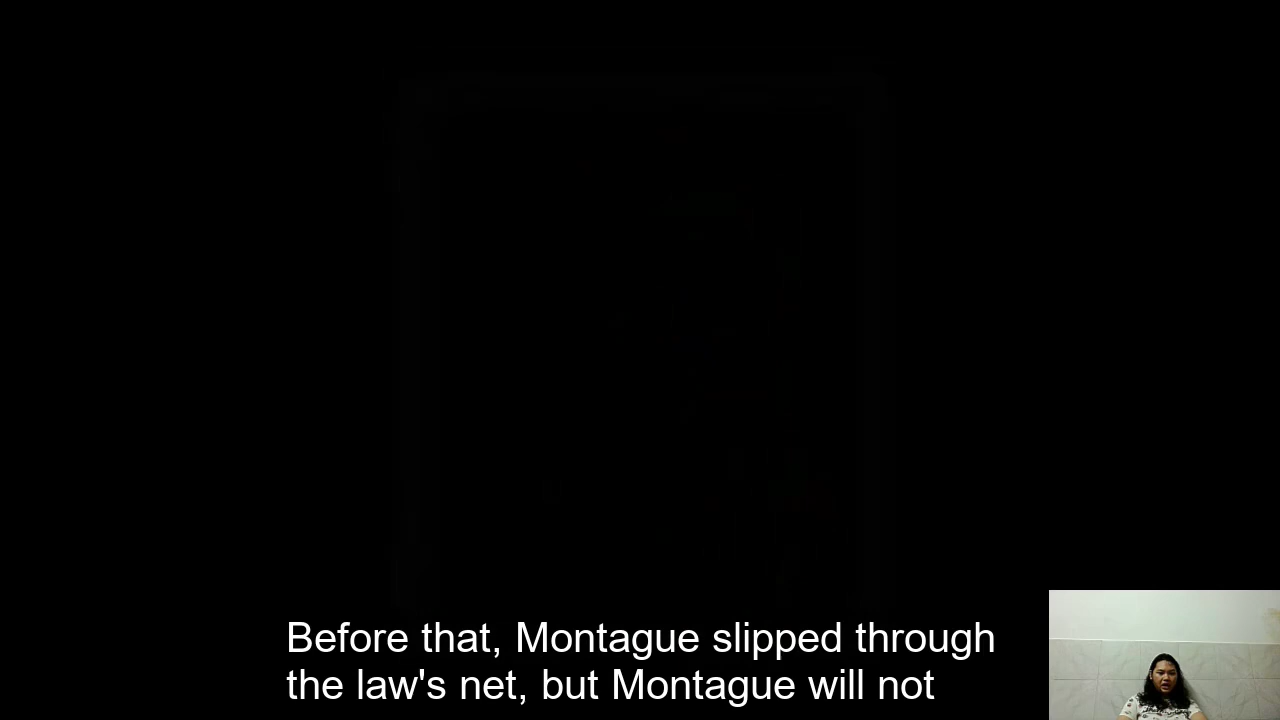 Before that, Montague slipped through
the law's net, but Montague will not